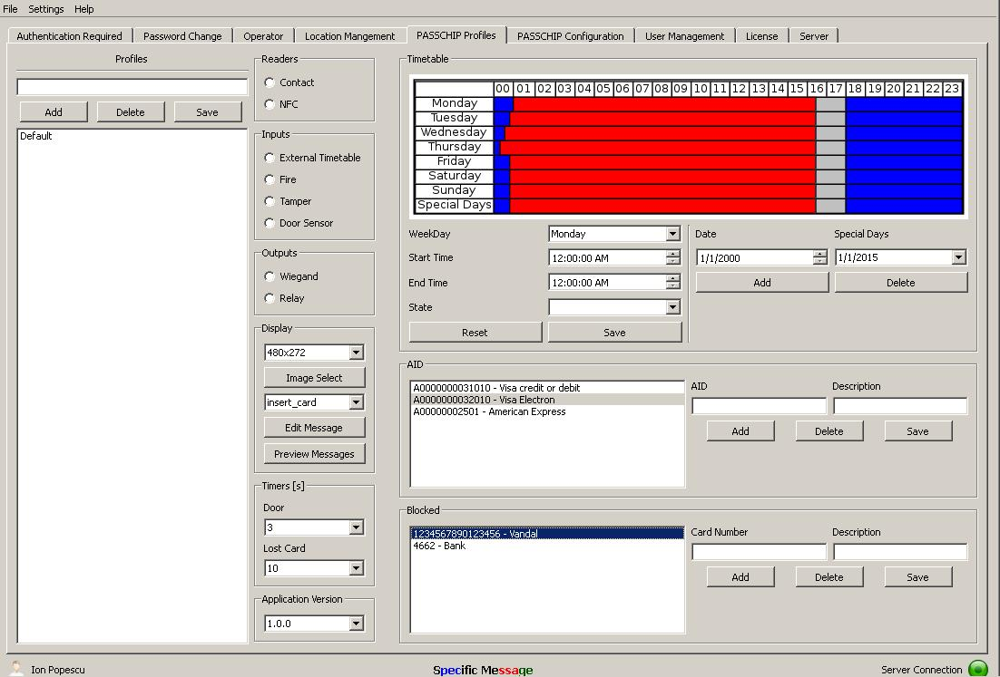 File Settings Help
Authentication Required Password Change Operator Location Mangement PASSCHIP Profiles PASSCHIP Configuration User Management License Server
Profiles
Add Delete Save
Default
Readers
Contact
NFC
Inputs
External Timetable
Fire
Tamper
Door Sensor
Outputs
Wiegand
Relay
Display
480x272
Image Select
insert_card
Edit Message
Preview Messages
Timers [s]
Door
3
Lost Card
10
Application Version
1.0.0
Timetable
00 01 02 03 04 05 06 07 08 09 10 11 12 13 14 15 16 17 18 19 20 21 22 23
Monday
Tuesday
Wednesday
Thursday
Friday
Saturday
Sunday
Special Days
WeekDay Monday
Start Time 12:00:00 AM
End Time 12:00:00 AM
State
Reset Save
Date Special Days
1/1/2000 1/1/2015
Add Delete
AID
A0000000031010 - Visa credit or debit
A0000000032010 - Visa Electron
A00000002501 - American Express
AID Description
Add Delete Save
Blocked
1234567890123456 - Vandal
4662 - Bank
Card Number Description
Add Delete Save
Ion Popescu Specific Message Server Connection